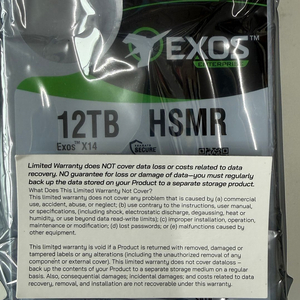 EXOS™
ENTERPRISE
12TB HSMR
Exos X14
SECURE
Limited Warranty does NOT cover data loss or costs related to data
recovery. NO guarantee for loss or damage of data—you must regularly
back up the data stored on your Product to a separate storage product.
What Does This Limited Warranty Not Cover?
This limited warranty does not cover any problem that is caused by (a) commercial
use, accident, abuse, or neglect; (b) use contrary to the instructions, user manual,
or specifications, (including shock, electrostatic discharge, degaussing, heat or
humidity, or use beyond data read-write limits); (c) improper installation, operation,
maintenance or modification; (d) lost passwords; or (e) malfunctions caused by
other equipment.
This limited warranty is void if a Product is returned with removed, damaged or
tampered labels or any alterations (including the unauthorized removal of any
component or external cover). This limited warranty does not cover dataloss –
back up the contents of your Product to a separate storage medium on a regular
basis. Also, consequential damages; incidental damages; and costs related to data
recovery, removal, and installation are not recoverable under this warranty.